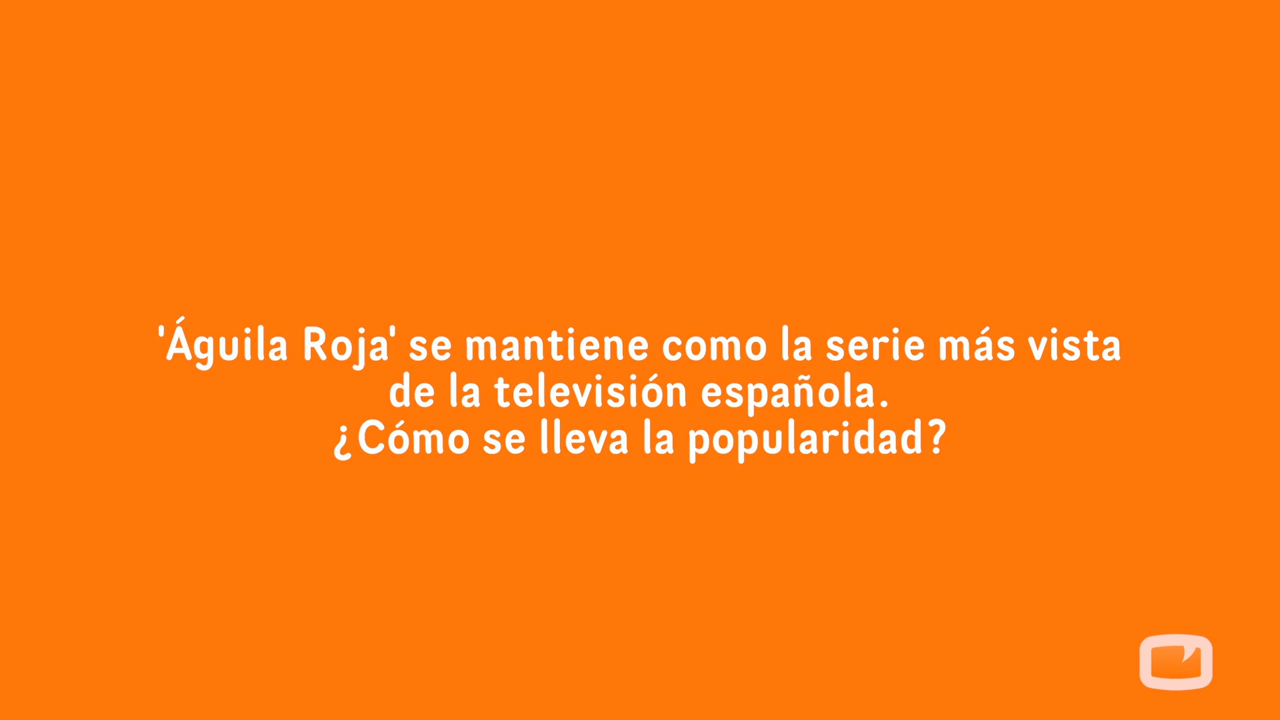 'Águila Roja' se mantiene como la serie más vista
de la televisión española.
¿Cómo se lleva la popularidad?